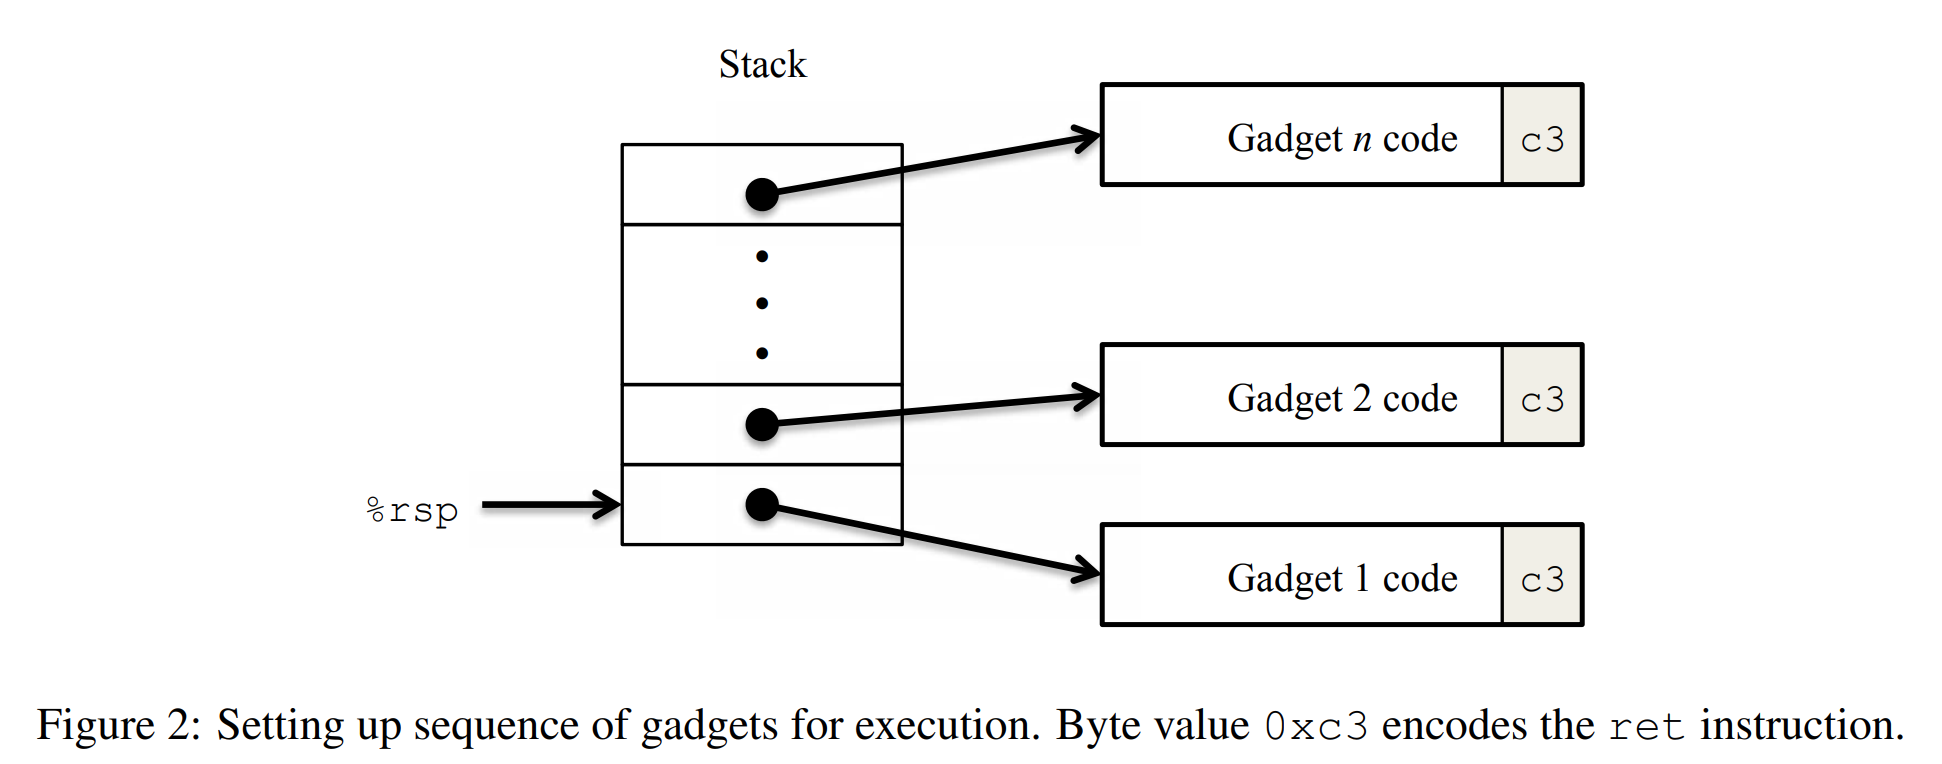 Stack
Gadget n code c3
Gadget 2 code c3
%rsp
Gadget 1 code c3
Figure 2: Setting up sequence of gadgets for execution. Byte value 0xc3 encodes the ret instruction.